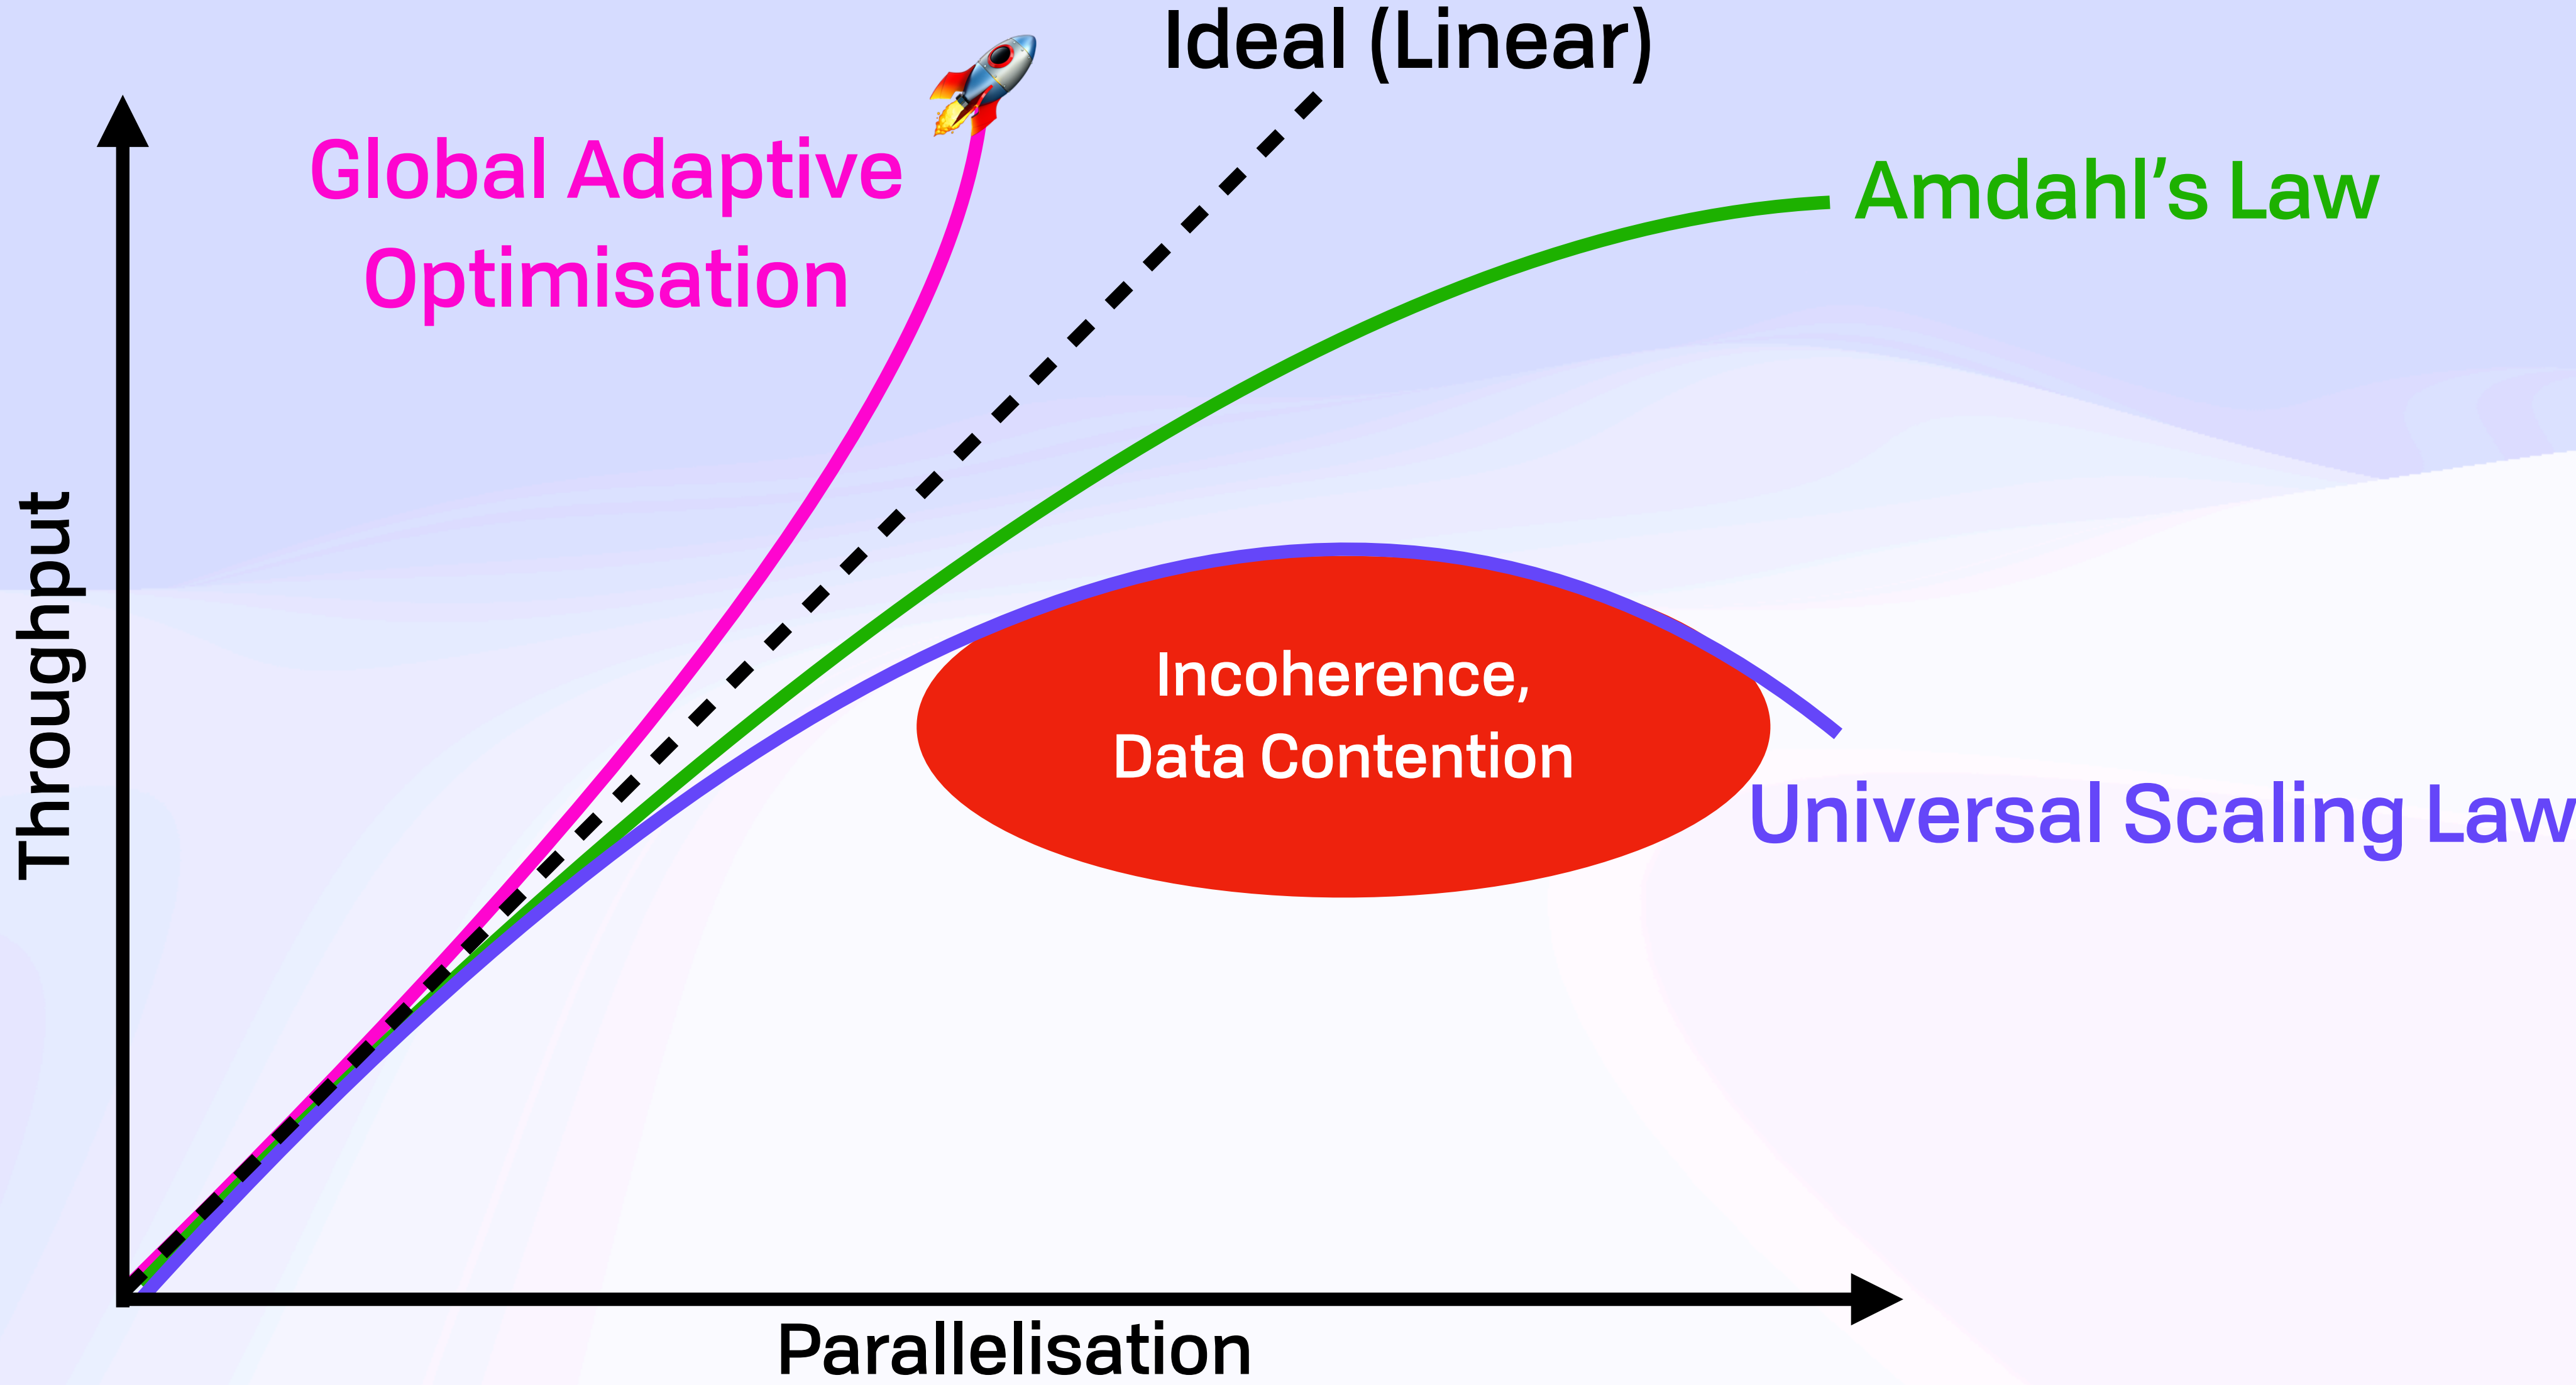 Ideal (Linear)
Global Adaptive
Optimisation
Amdahl’s Law
Throughput
Incoherence,
Data Contention
Universal Scaling Law
Parallelisation